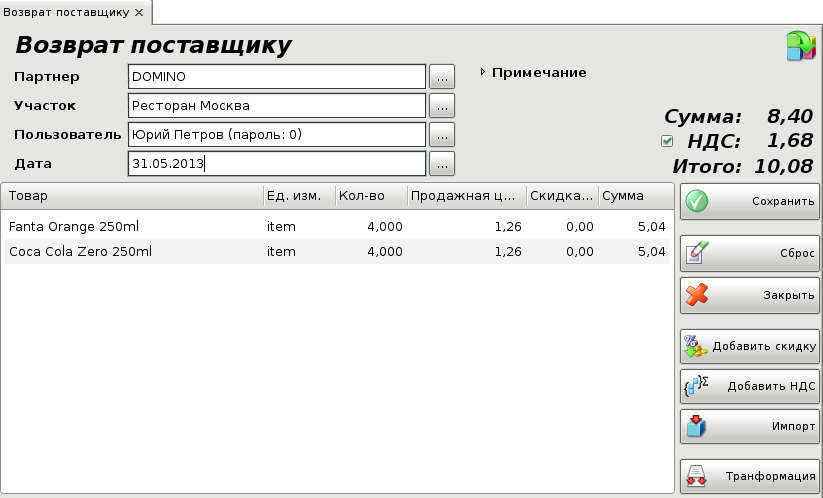 Возврат поставщику ✕
Возврат поставщику
Партнер DOMINO ...
Примечание
Участок Ресторан Москва ...
Пользователь Юрий Петров (пароль: 0) ...
Дата 31.05.2013 ...
Сумма: 8,40
НДС: 1,68
Итого: 10,08
Товар Ед. изм. Кол-во Продажная ц... Скидка... Сумма
Fanta Orange 250ml item 4,000 1,26 0,00 5,04
Coca Cola Zero 250ml item 4,000 1,26 0,00 5,04
Сохранить
Сброс
Закрыть
Добавить скидку
Добавить НДС
Импорт
Транформация